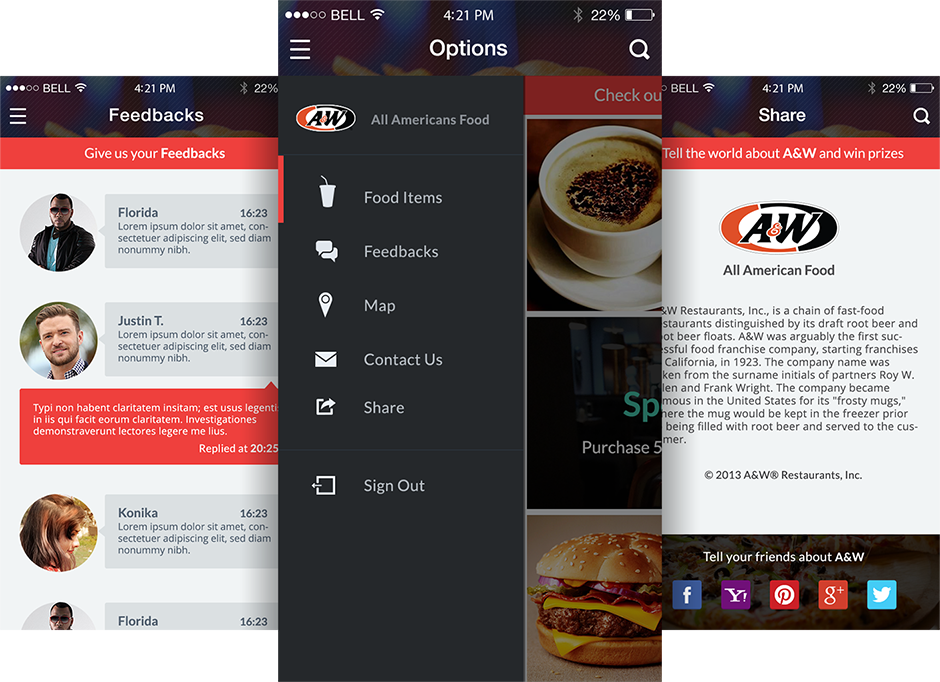 BELL
4:21 PM
22%
Feedbacks
Give us your Feedbacks
Florida 16:23
Lorem ipsum dolor sit amet, con-
sectetuer adipiscing elit, sed diam
nonummy nibh.
Justin T. 16:23
Lorem ipsum dolor sit amet, con-
sectetuer adipiscing elit, sed diam
nonummy nibh.
Typi non habent claritatem insitam; est usus legenti
in iis qui facit eorum claritatem. Investigationes
demonstraverunt lectores legere me lius.
Replied at 20:25
Konika 16:23
Lorem ipsum dolor sit amet, con-
sectetuer adipiscing elit, sed diam
nonummy nibh.
Florida 16:23
BELL
4:21 PM
22%
Options
A&W
All Americans Food
Food Items
Feedbacks
Map
Contact Us
Share
Sign Out
Check ou
Sp
Purchase 5
BELL
4:21 PM
22%
Share
Tell the world about A&W and win prizes
A&W
All American Food
&W Restaurants, Inc., is a chain of fast-food
staurants distinguished by its draft root beer and
ot beer floats. A&W was arguably the first suc-
essful food franchise company, starting franchises
California, in 1923. The company name was
ken from the surname initials of partners Roy W.
len and Frank Wright. The company became
mous in the United States for its "frosty mugs,"
here the mug would be kept in the freezer prior
being filled with root beer and served to the cus-
mer.
© 2013 A&W® Restaurants, Inc.
Tell your friends about A&W
f
Y!
g+